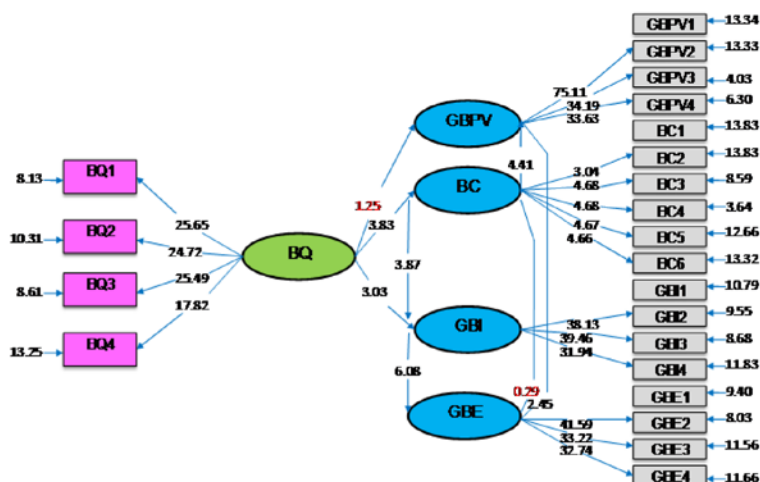 GBPV1
13.34
GBPV2
13.33
GBPV3
4.03
75.11
34.19
GBPV4
6.30
33.63
GBPV
BC1
13.83
BC2
13.83
4.41
3.04
BQ1
8.13
BC
4.68
BC3
8.59
1.25
4.68
BC4
3.64
25.65
3.83
4.67
BC5
12.66
BQ2
10.31
24.72
BQ
4.66
BC6
13.32
3.87
BQ3
8.61
25.49
3.03
GBI1
10.79
17.82
GBI2
9.55
38.13
BQ4
13.25
GBI
39.46
GBI3
8.68
31.94
GBI4
11.83
6.08
0.29
GBE1
9.40
2.45
GBE
41.59
GBE2
8.03
33.22
GBE3
11.56
32.74
GBE4
11.66